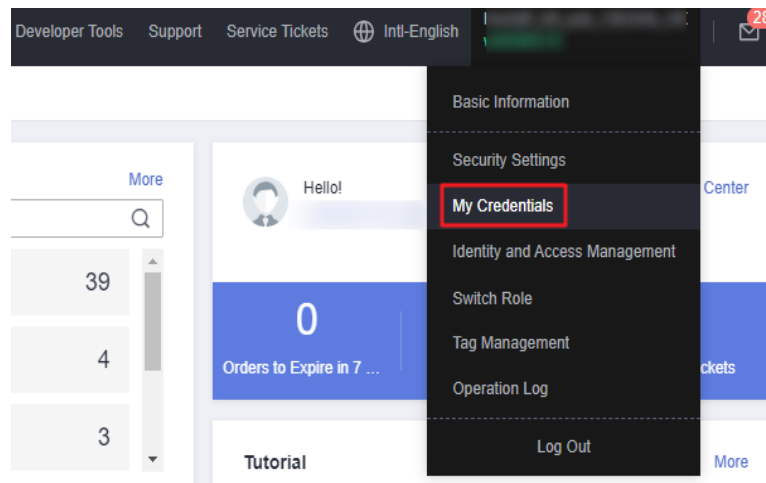 Developer Tools Support Service Tickets Intl-English
28
Basic Information
Security Settings
My Credentials
Identity and Access Management
Switch Role
Tag Management
Operation Log
Log Out
More
39
4
3
Hello!
Center
0
Orders to Expire in 7 ...
ckets
Tutorial
More